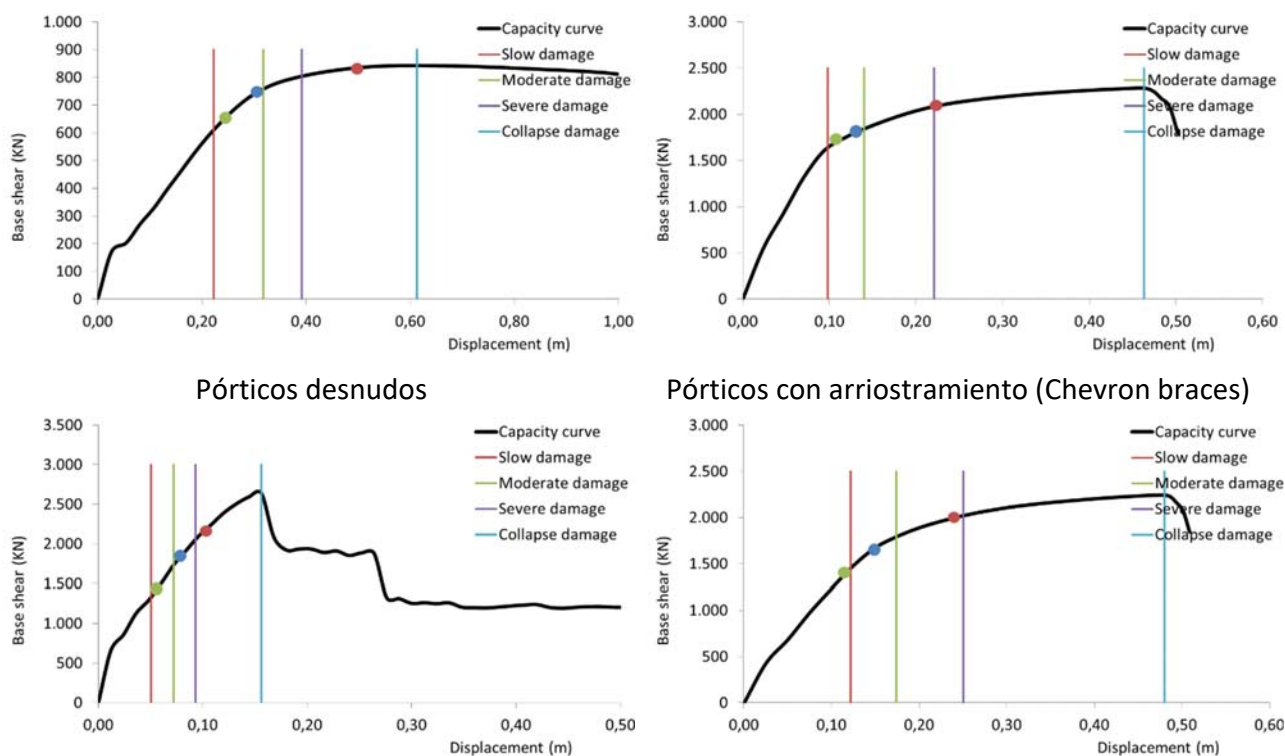 1.000
900
800
700
600
500
400
300
200
100
0
Base shear (KN)
0,00 0,20 0,40 0,60 0,80 1,00
Displacement (m)
Capacity curve
Slow damage
Moderate damage
Severe damage
Collapse damage
3.000
2.500
2.000
1.500
1.000
500
0
Base shear(KN)
0,00 0,10 0,20 0,30 0,40 0,50 0,60
Displacement (m)
Capacity curve
Slow damage
Moderate damage
Severe damage
Collapse damage
Pórticos desnudos
Pórticos con arriostramiento (Chevron braces)
3.500
3.000
2.500
2.000
1.500
1.000
500
0
Base shear (KN)
0,00 0,10 0,20 0,30 0,40 0,50
Displacement (m)
Capacity curve
Slow damage
Moderate damage
Severe damage
Collapse damage
3.000
2.500
2.000
1.500
1.000
500
0
Base shear (KN)
0,00 0,10 0,20 0,30 0,40 0,50 0,60
Displacement (m)
Capacity curve
Slow damage
Moderate damage
Severe damage
Collapse damage